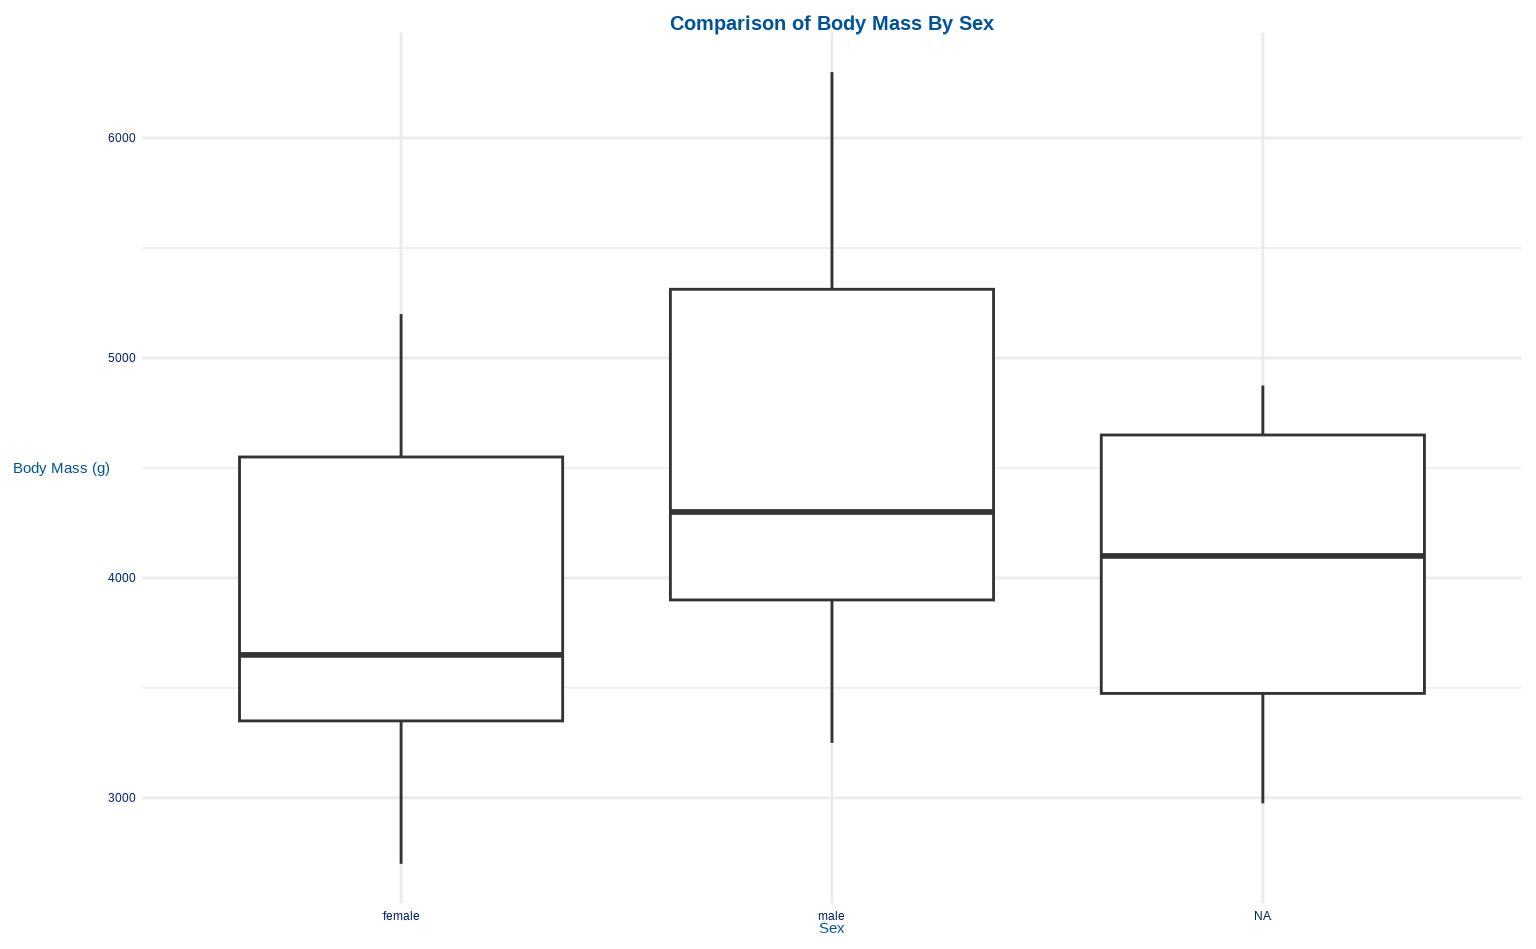 Comparison of Body Mass By Sex
6000
5000
Body Mass (g)
4000
3000
female male NA
Sex